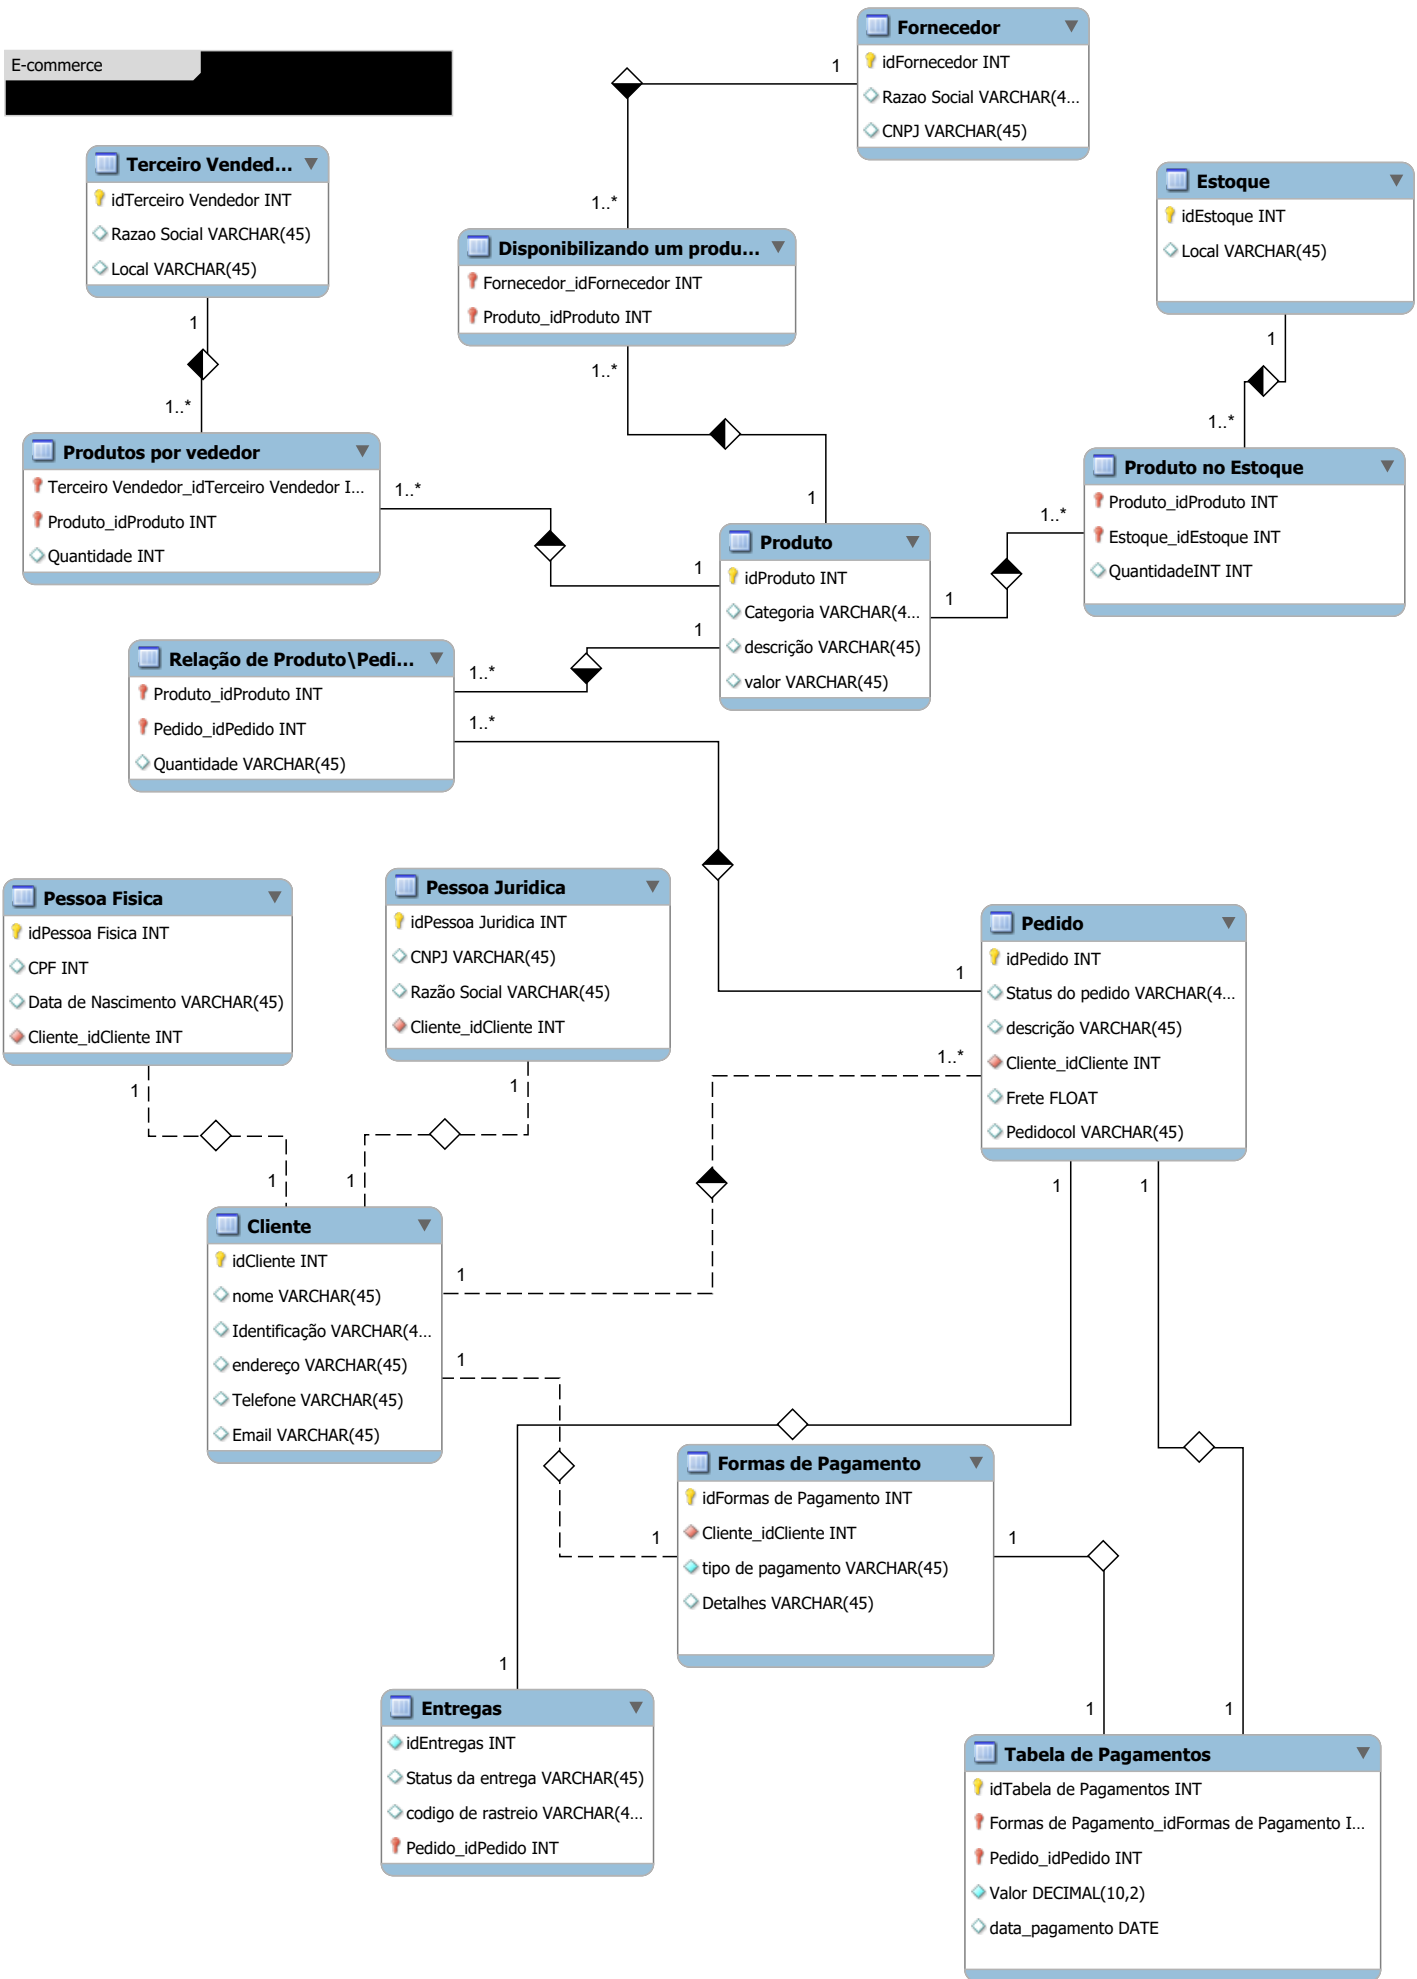 E-commerce
Fornecedor
idFornecedor INT
Razao Social VARCHAR(4...
CNPJ VARCHAR(45)
1
1..*
Terceiro Vended...
idTerceiro Vendedor INT
Razao Social VARCHAR(45)
Local VARCHAR(45)
1
1..*
Disponibilizando um produ...
Fornecedor_idFornecedor INT
Produto_idProduto INT
1..*
1
Estoque
idEstoque INT
Local VARCHAR(45)
1
1..*
Produtos por vededor
Terceiro Vendedor_idTerceiro Vendedor I...
Produto_idProduto INT
Quantidade INT
1..*
1
Produto
idProduto INT
Categoria VARCHAR(4...
descrição VARCHAR(45)
valor VARCHAR(45)
1
1..*
Produto no Estoque
Produto_idProduto INT
Estoque_idEstoque INT
QuantidadeINT INT
Relação de Produto\Pedi...
Produto_idProduto INT
Pedido_idPedido INT
Quantidade VARCHAR(45)
1..*
1
1..*
1
Pessoa Fisica
idPessoa Fisica INT
CPF INT
Data de Nascimento VARCHAR(45)
Cliente_idCliente INT
1
1
Pessoa Juridica
idPessoa Juridica INT
CNPJ VARCHAR(45)
Razão Social VARCHAR(45)
Cliente_idCliente INT
1
1
Pedido
idPedido INT
Status do pedido VARCHAR(4...
descrição VARCHAR(45)
Cliente_idCliente INT
Frete FLOAT
Pedidocol VARCHAR(45)
1..*
1
1
1
Cliente
idCliente INT
nome VARCHAR(45)
Identificação VARCHAR(4...
endereço VARCHAR(45)
Telefone VARCHAR(45)
Email VARCHAR(45)
1
1
Formas de Pagamento
idFormas de Pagamento INT
Cliente_idCliente INT
tipo de pagamento VARCHAR(45)
Detalhes VARCHAR(45)
1
1
Entregas
idEntregas INT
Status da entrega VARCHAR(45)
codigo de rastreio VARCHAR(4...
Pedido_idPedido INT
1
1
Tabela de Pagamentos
idTabela de Pagamentos INT
Formas de Pagamento_idFormas de Pagamento I...
Pedido_idPedido INT
Valor DECIMAL(10,2)
data_pagamento DATE